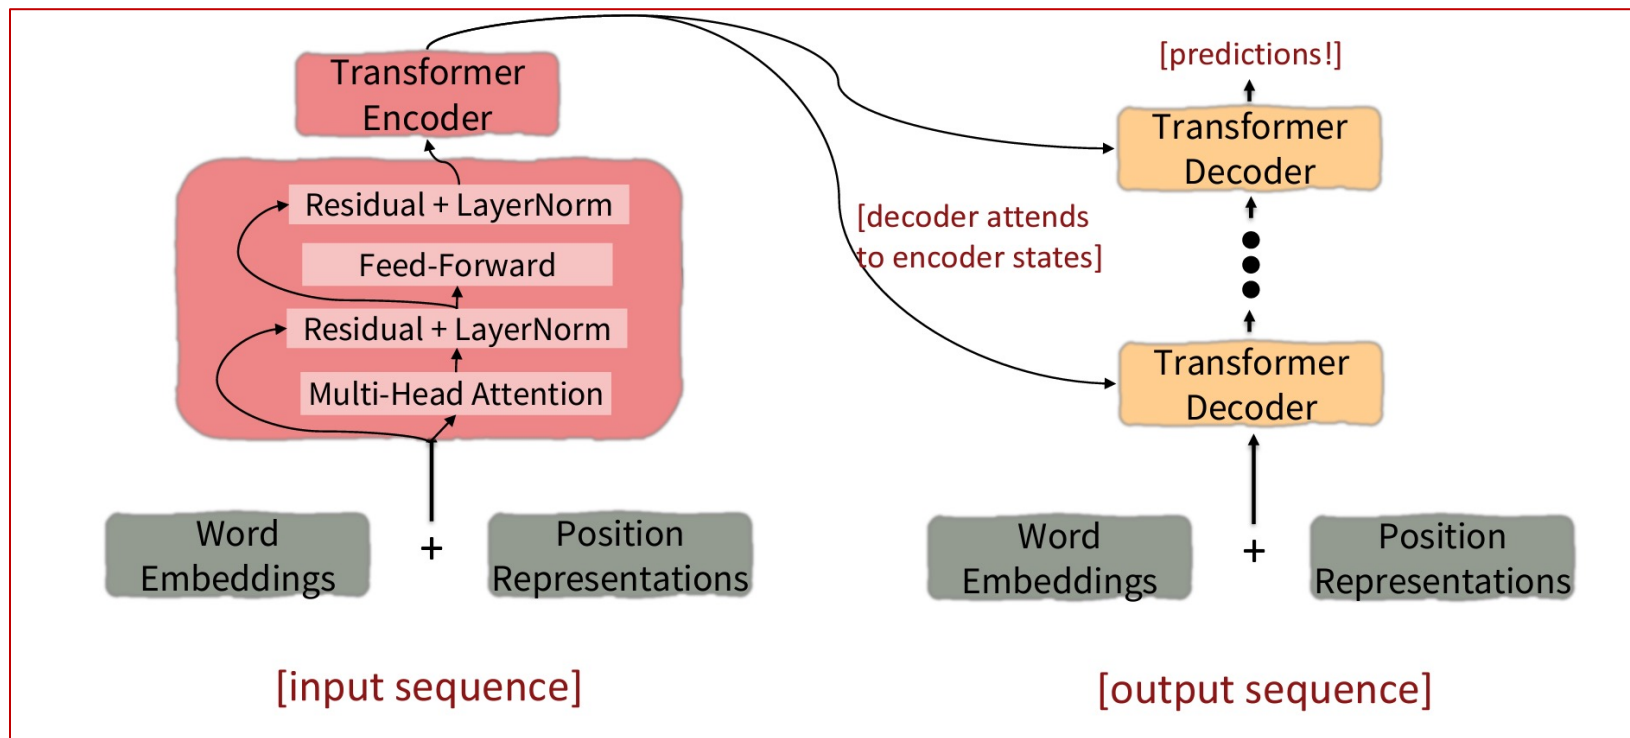 Transformer
Encoder
Residual + LayerNorm
Feed-Forward
Residual + LayerNorm
Multi-Head Attention
Word
Embeddings
+
Position
Representations
[input sequence]
[decoder attends
to encoder states]
[predictions!]
Transformer
Decoder
Transformer
Decoder
Word
Embeddings
+
Position
Representations
[output sequence]